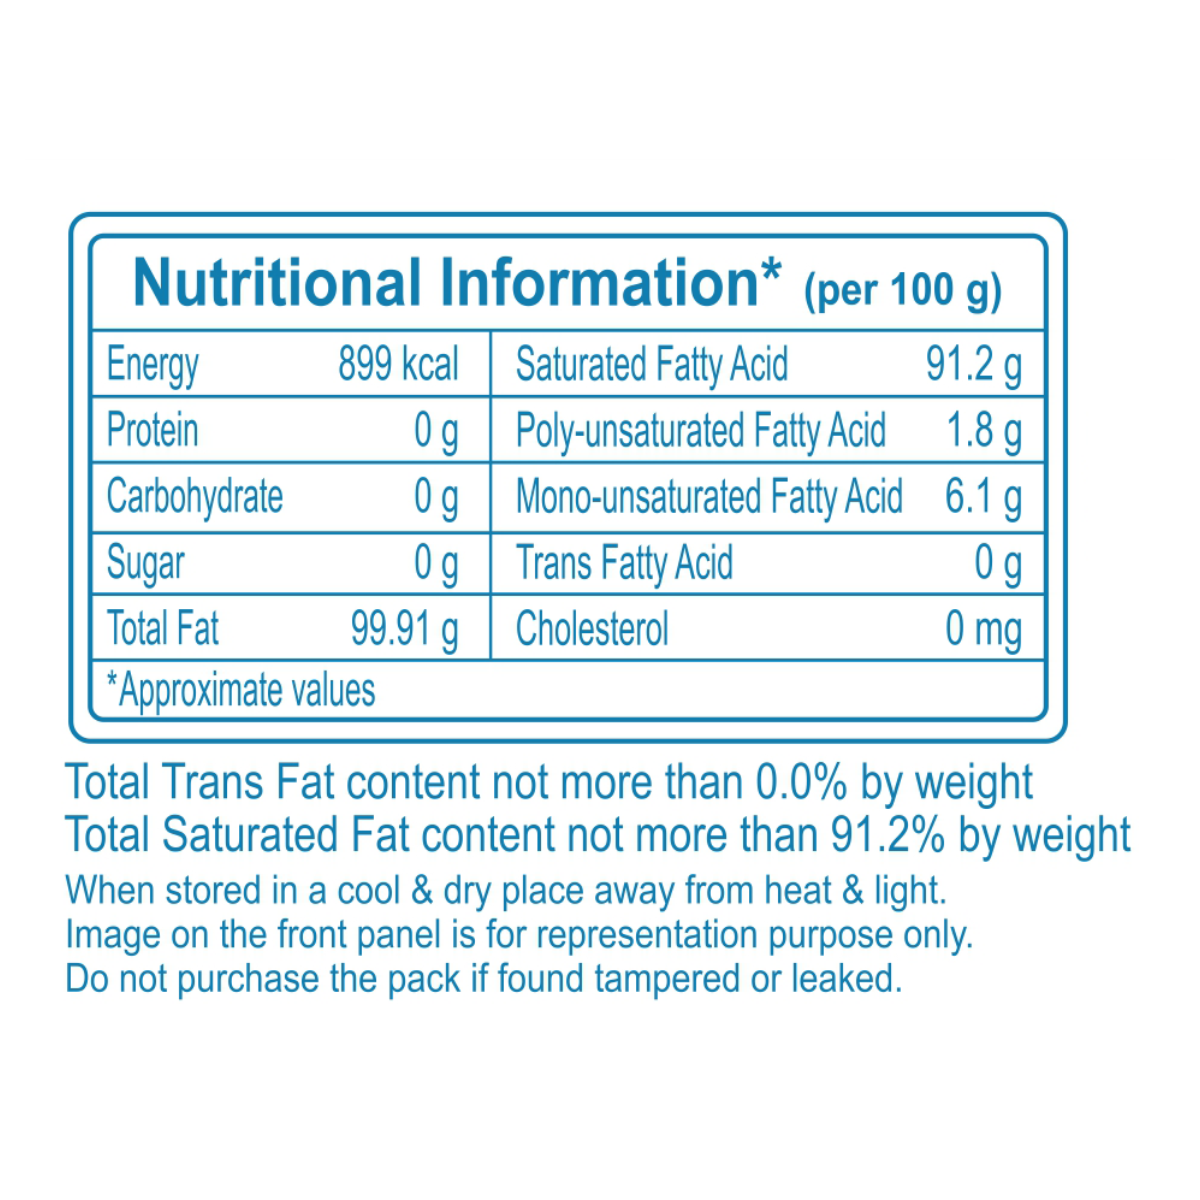 Nutritional Information* (per 100 g)
Energy 899 kcal Saturated Fatty Acid 91.2 g
Protein 0 g Poly-unsaturated Fatty Acid 1.8 g
Carbohydrate 0 g Mono-unsaturated Fatty Acid 6.1 g
Sugar 0 g Trans Fatty Acid 0 g
Total Fat 99.91 g Cholesterol 0 mg
*Approximate values
Total Trans Fat content not more than 0.0% by weight
Total Saturated Fat content not more than 91.2% by weight
When stored in a cool & dry place away from heat & light.
Image on the front panel is for representation purpose only.
Do not purchase the pack if found tampered or leaked.